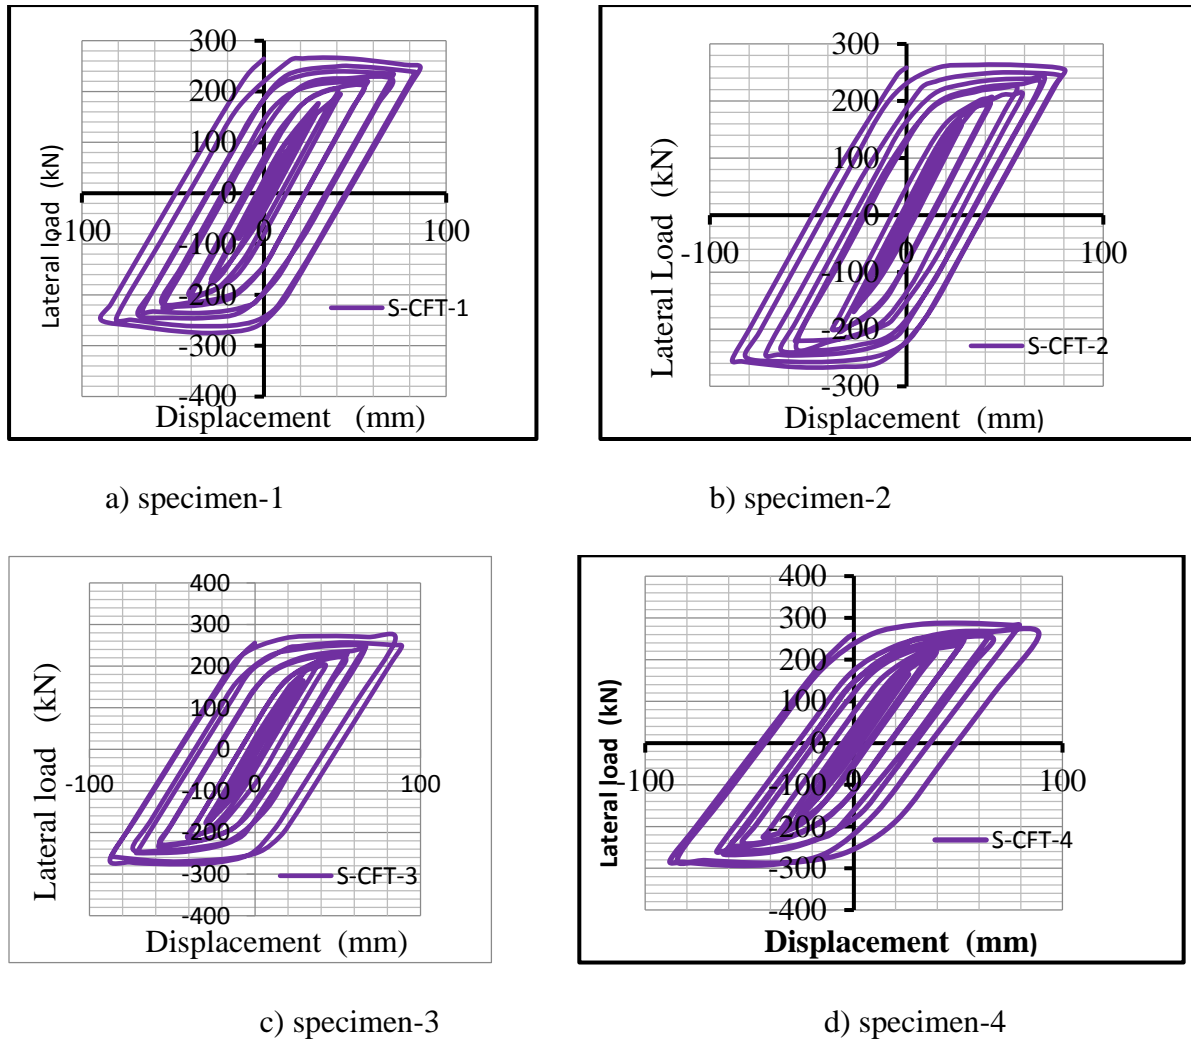 300
200
100
0
-100
-200
-300
-400
-100
0
100
Lateral load (kN)
S-CFT-1
Displacement (mm)
a) specimen-1
300
200
100
0
-100
-200
-300
-100
0
100
Lateral Load (kN)
S-CFT-2
Displacement (mm)
b) specimen-2
400
300
200
100
0
-100
-200
-300
-400
-100
0
100
Lateral load (kN)
S-CFT-3
Displacement (mm)
c) specimen-3
400
300
200
100
0
-100
-200
-300
-400
-100
0
100
Lateral load (kN)
S-CFT-4
Displacement (mm)
d) specimen-4